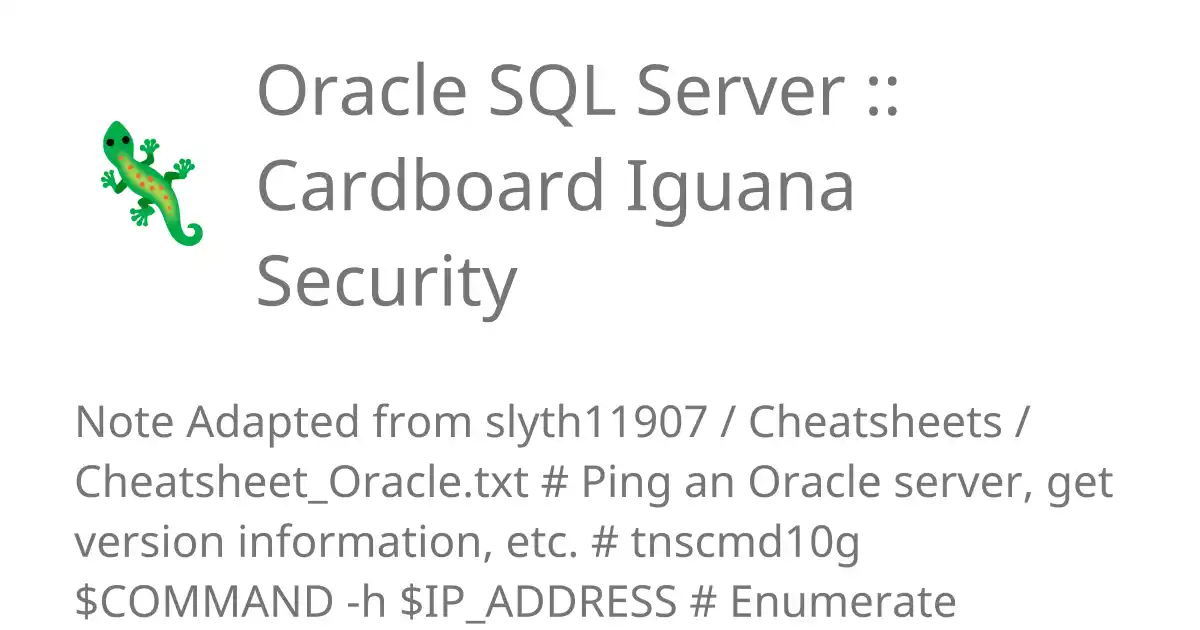 Oracle SQL Server ::
Cardboard Iguana
Security
Note Adapted from slyth11907 / Cheatsheets /
Cheatsheet_Oracle.txt # Ping an Oracle server, get
version information, etc. # tnscmd10g
$COMMAND -h $IP_ADDRESS # Enumerate